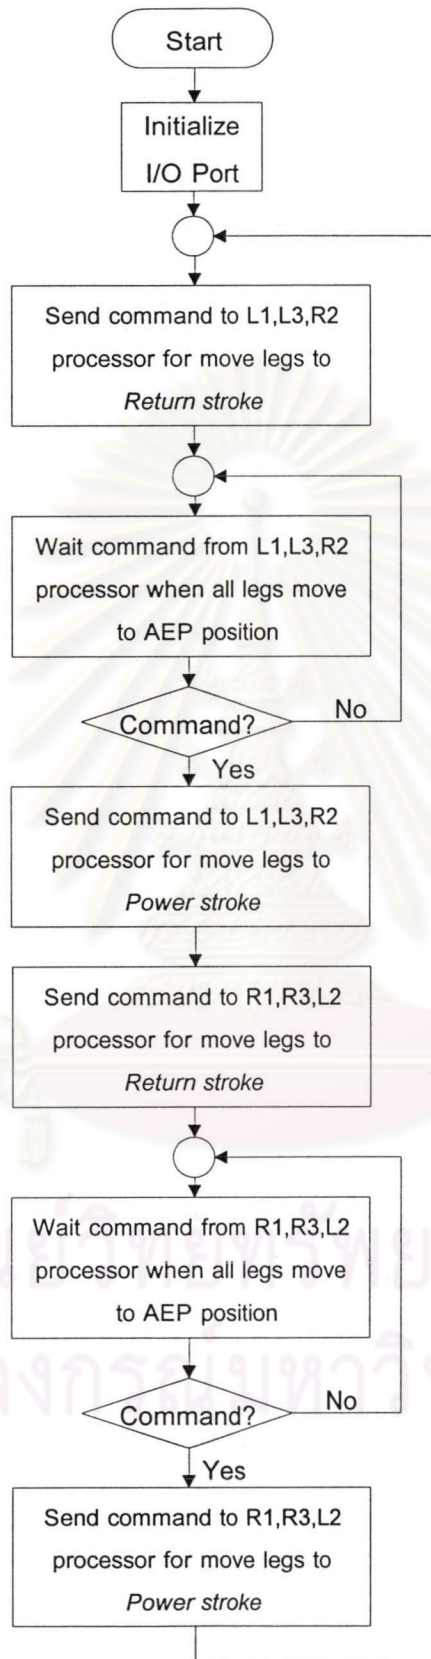 Start
Initialize
I/O Port
Send command to L1,L3,R2
processor for move legs to
Return stroke
Wait command from L1,L3,R2
processor when all legs move
to AEP position
Command?
No
Yes
Send command to L1,L3,R2
processor for move legs to
Power stroke
Send command to R1,R3,L2
processor for move legs to
Return stroke
Wait command from R1,R3,L2
processor when all legs move
to AEP position
Command?
No
Yes
Send command to R1,R3,L2
processor for move legs to
Power stroke